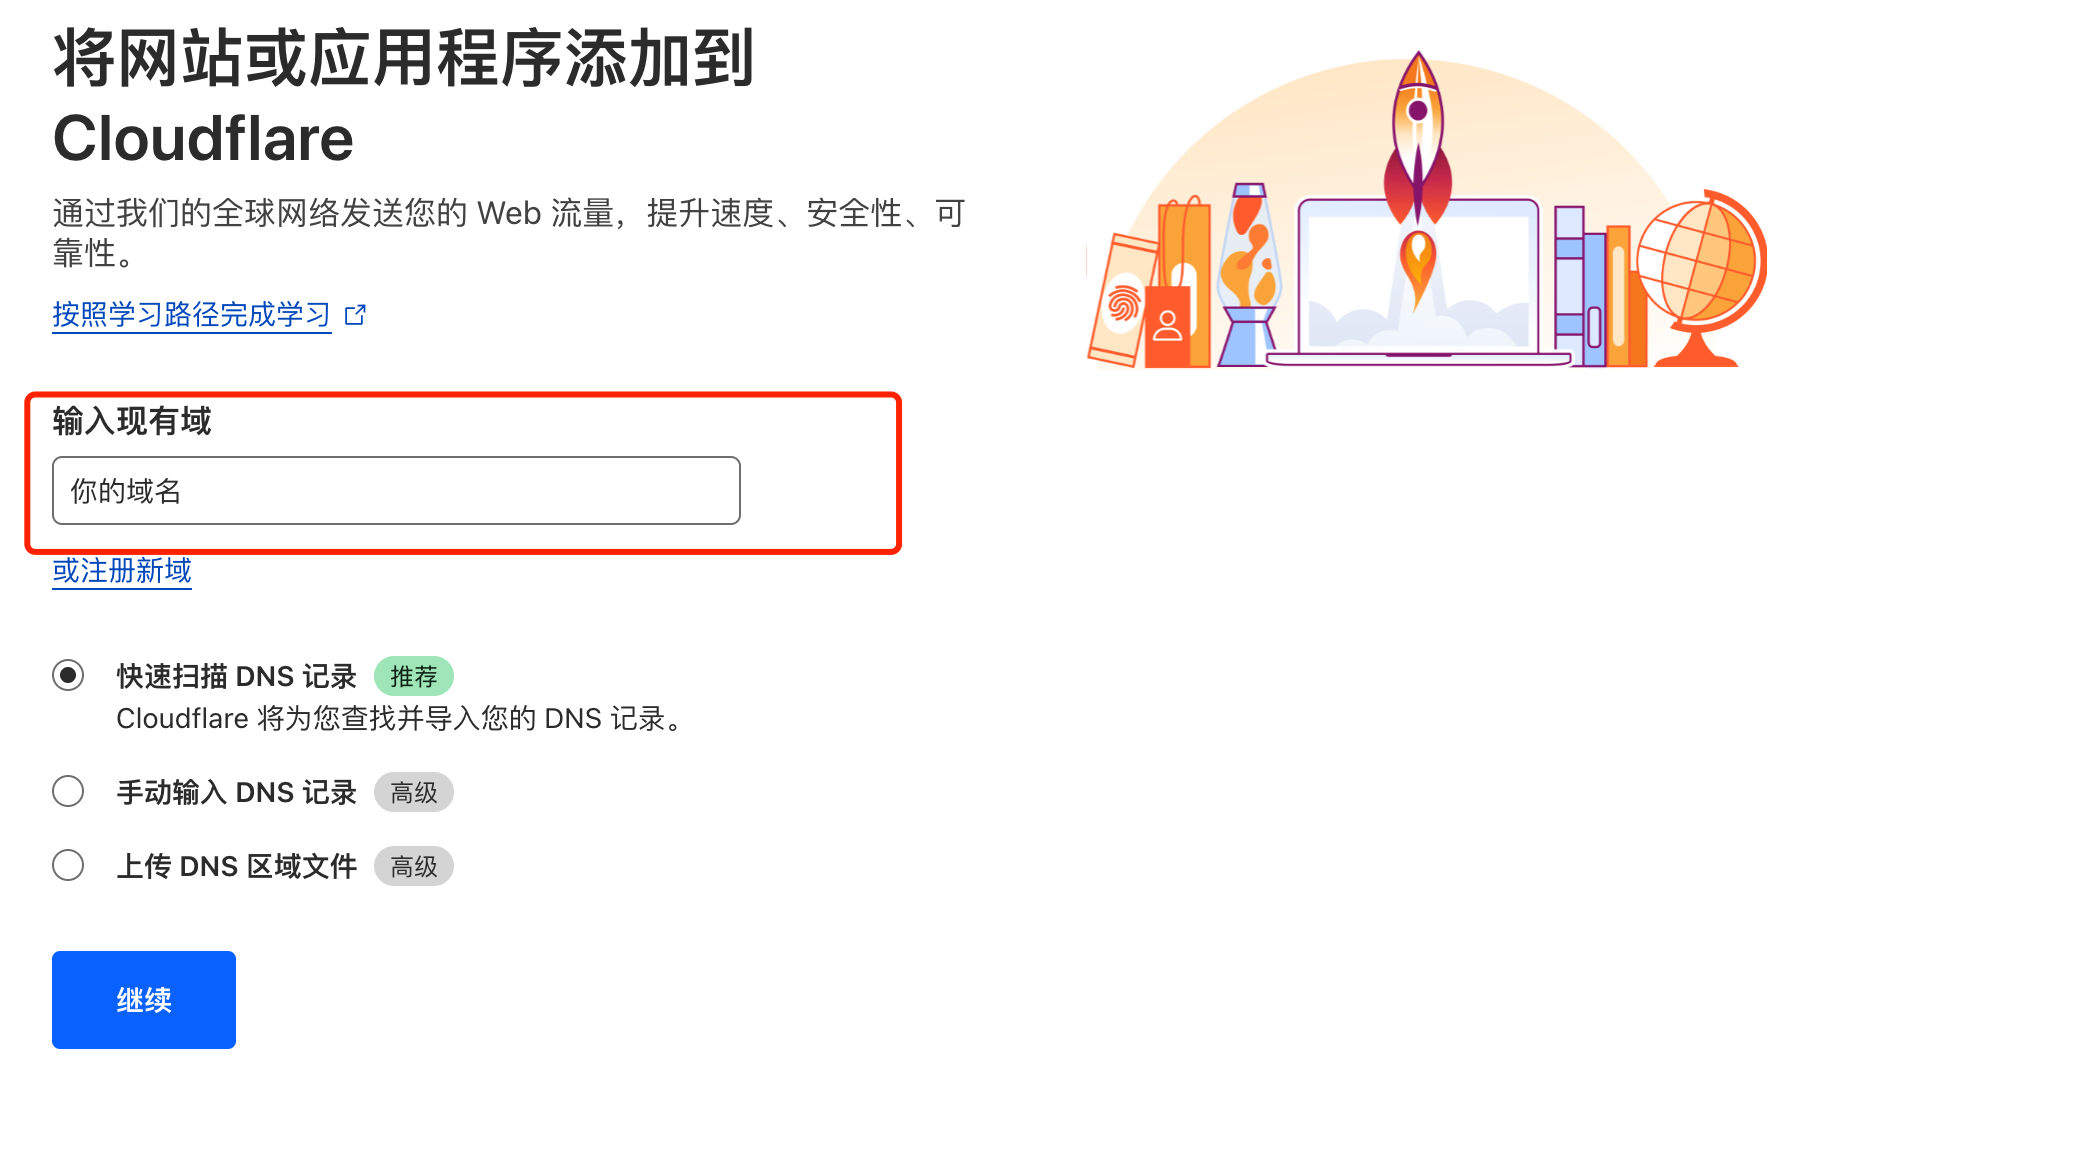 将网站或应用程序添加到
Cloudflare
通过我们的全球网络发送您的 Web 流量，提升速度、安全性、可
靠性。
按照学习路径完成学习
输入现有域
你的域名
或注册新域
快速扫描 DNS 记录 推荐
Cloudflare 将为您查找并导入您的 DNS 记录。
手动输入 DNS 记录 高级
上传 DNS 区域文件 高级
继续